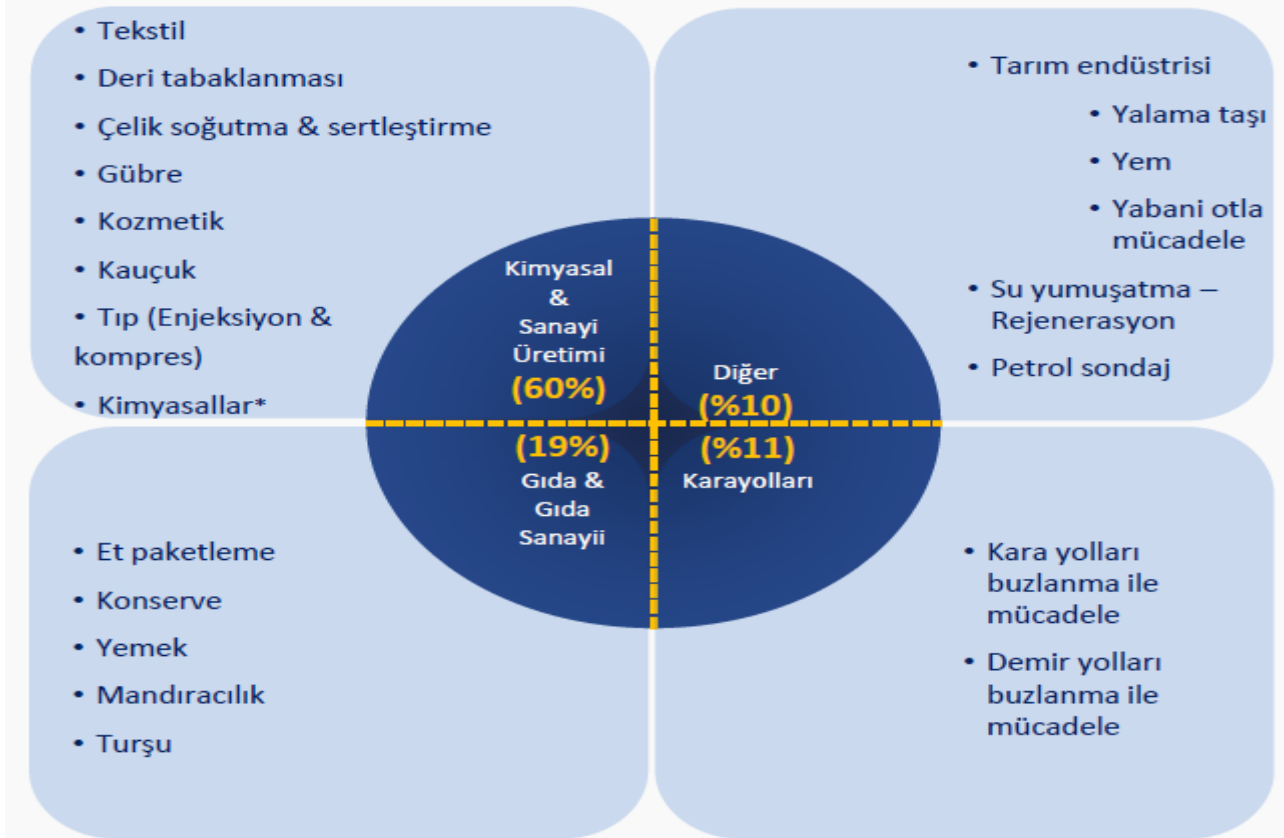 • Tekstil
• Deri tabaklanması
• Çelik soğutma & sertleştirme
• Gübre
• Kozmetik
• Kauçuk
• Tıp (Enjeksiyon &
kompres)
• Kimyasallar*
• Tarım endüstrisi
• Yalama taşı
• Yem
• Yabani otla
mücadele
• Su yumuşatma –
Rejenerasyon
• Petrol sondaj
Kimyasal
&
Sanayi
Üretimi
(60%)
Diğer
(%10)
(19%)
Gıda &
Gıda
Sanayii
(%11)
Karayolları
• Et paketleme
• Konserve
• Yemek
• Mandıracılık
• Turşu
• Kara yolları
buzlanma ile
mücadele
• Demir yolları
buzlanma ile
mücadele